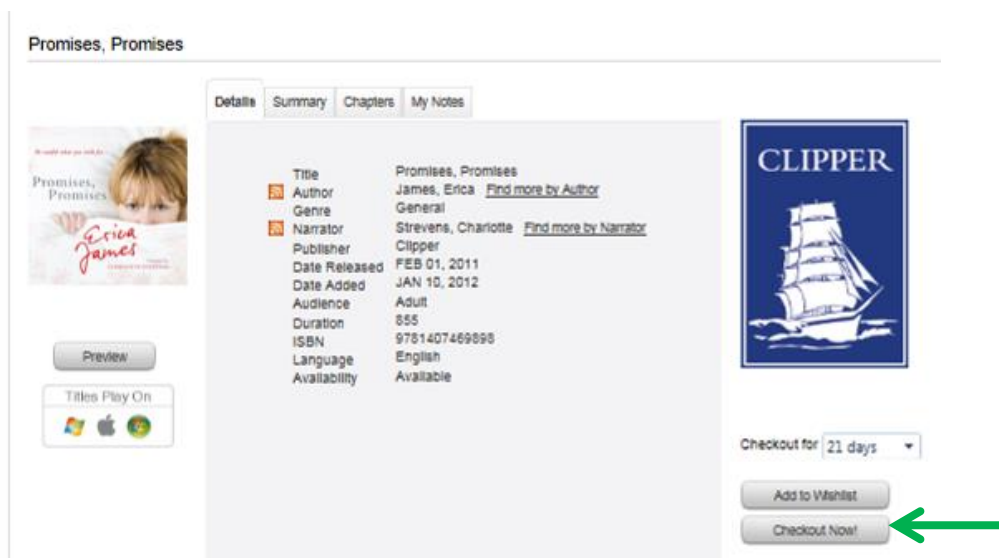 Promises, Promises
Details Summary Chapters My Notes
Promises,
Promises
Erica
James
Preview
Titles Play On
Title Promises, Promises
Author James, Erica Find more by Author
Genre General
Narrator Strevens, Charlotte Find more by Narrator
Publisher Clipper
Date Released FEB 01, 2011
Date Added JAN 10, 2012
Audience Adult
Duration 855
ISBN 9781407469898
Language English
Availability Available
CLIPPER
Checkout for 21 days
Add to Wishlist
Checkout Now!